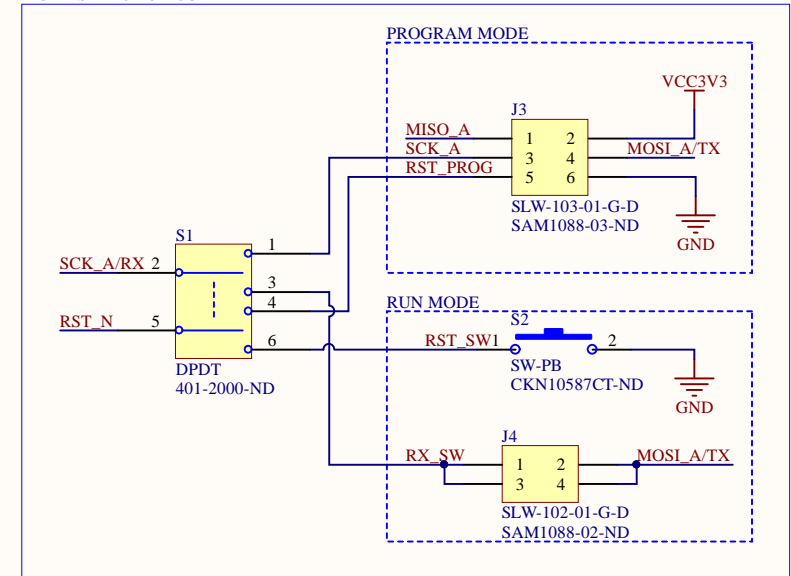 PROGRAM MODE
VCC3V3
J3
MISO_A
1 2
SCK_A
3 4
MOSI_A/TX
RST_PROG
5 6
SLW-103-01-G-D
SAM1088-03-ND
GND
S1
1
SCK_A/RX 2
3
4
RST_N 5
6
DPDT
401-2000-ND
RUN MODE
S2
RST_SW 1
2
SW-PB
CKN10587CT-ND
GND
J4
RX_SW
1 2
MOSI_A/TX
3 4
SLW-102-01-G-D
SAM1088-02-ND